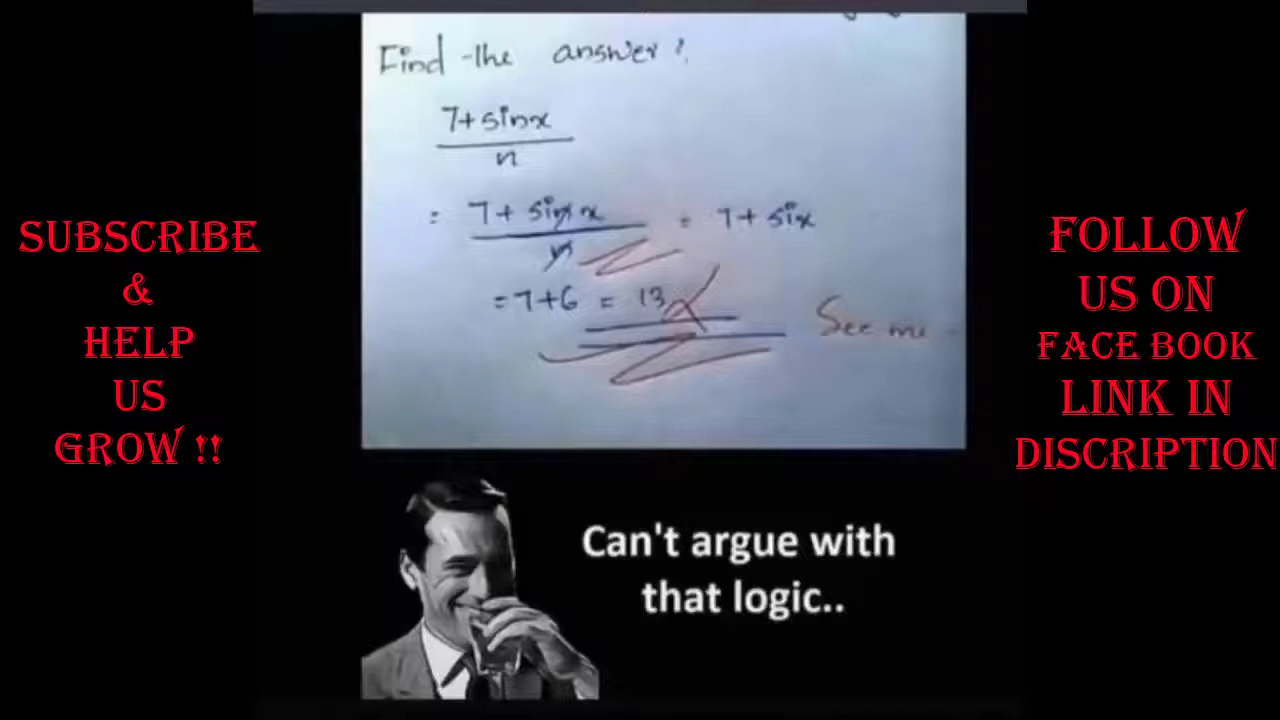 Find the answer?
7+ sinx
n
= 7 + sinx = 7 + six
n
= 7+6 = 13
See me
SUBSCRIBE
&
HELP
US
GROW !!
FOLLOW
US ON
FACE BOOK
LINK IN
DISCRIPTION
Can't argue with
that logic..